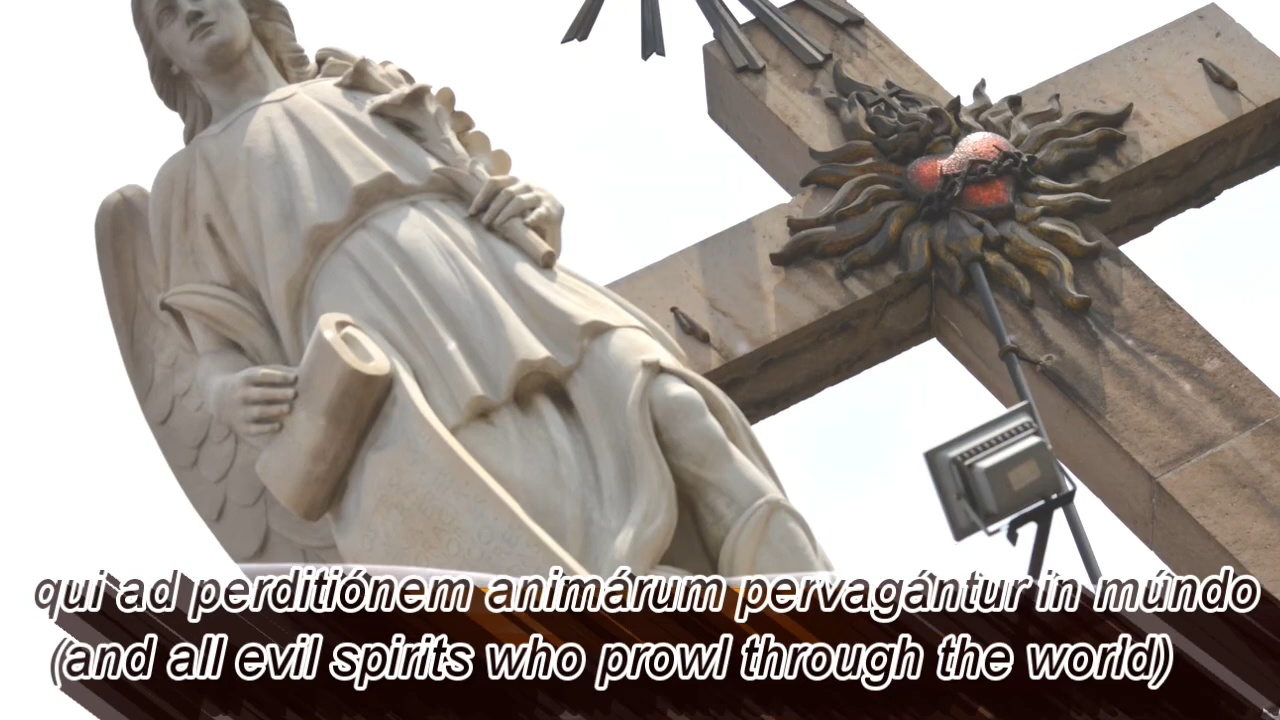 qui ad perditiónem animárum pervagántur in múndo
(and all evil spirits who prowl through the world)